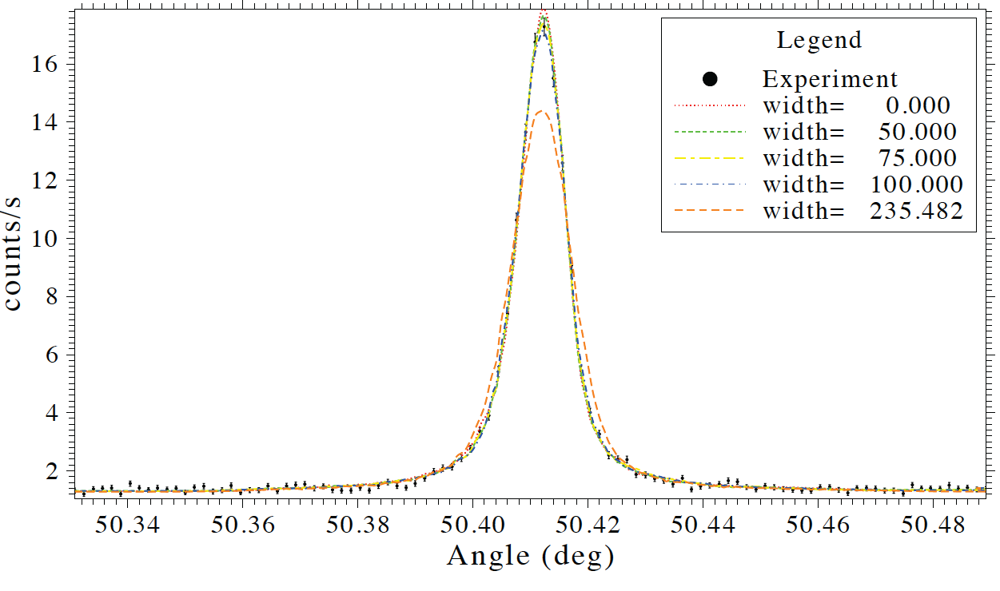 counts/s
16
14
12
10
8
6
4
2
Legend
Experiment
width= 0.000
width= 50.000
width= 75.000
width= 100.000
width= 235.482
50.34 50.36 50.38 50.40 50.42 50.44 50.46 50.48
Angle (deg)